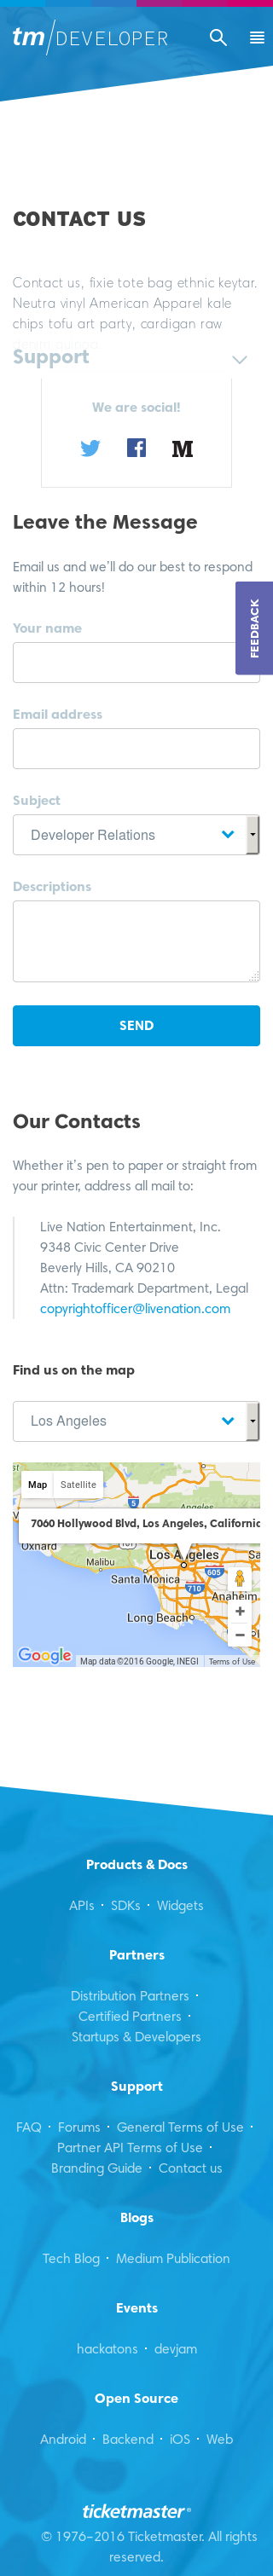 tm/DEVELOPER
CONTACT US
Contact us, fixie tote bag ethnic keytar.
Neutra vinyl American Apparel kale
chips tofu art party, cardigan raw
Support
We are social!
M
Leave the Message
Email us and we'll do our best to respond
within 12 hours!
FEEDBACK
Your name
Email address
Subject
Developer Relations
Descriptions
SEND
Our Contacts
Whether it's pen to paper or straight from
your printer, address all mail to:
Live Nation Entertainment, Inc.
9348 Civic Center Drive
Beverly Hills, CA 90210
Attn: Trademark Department, Legal
copyrightofficer@livenation.com
Find us on the map
Los Angeles
Map Satellite
7060 Hollywood Blvd, Los Angeles, California
Oxnard
Malibu
Los Angeles
Santa Monica
605
710
Anaheim
Long Beach
Google
Map data ©2016 Google, INEGI
Terms of Use
Products & Docs
APIs · SDKs · Widgets
Partners
Distribution Partners ·
Certified Partners ·
Startups & Developers
Support
FAQ · Forums · General Terms of Use ·
Partner API Terms of Use ·
Branding Guide · Contact us
Blogs
Tech Blog · Medium Publication
Events
hackatons · devjam
Open Source
Android · Backend · iOS · Web
ticketmaster®
© 1976-2016 Ticketmaster. All rights
reserved.